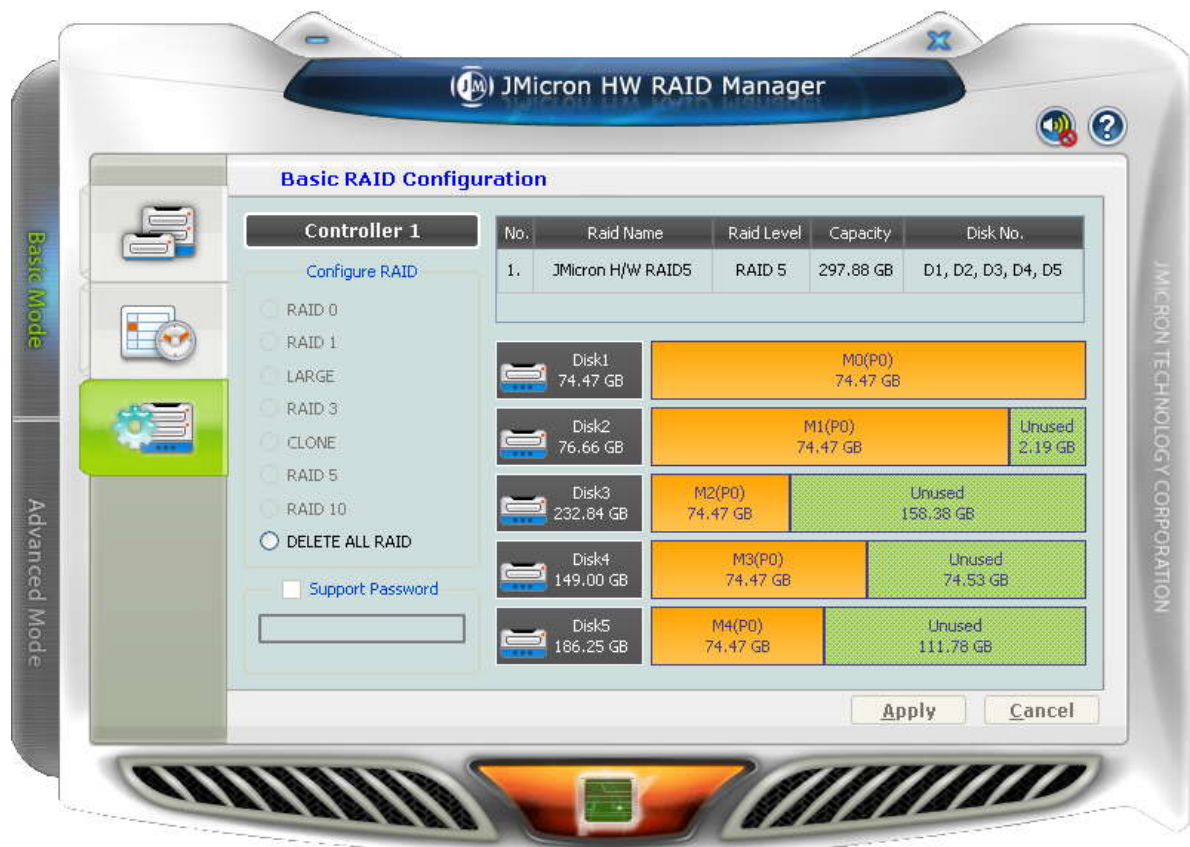 JM JMicron HW RAID Manager
Basic Mode
Advanced Mode
Basic RAID Configuration
Controller 1
Configure RAID
RAID 0
RAID 1
LARGE
RAID 3
CLONE
RAID 5
RAID 10
DELETE ALL RAID
Support Password
No. Raid Name Raid Level Capacity Disk No.
1. JMicron H/W RAID5 RAID 5 297.88 GB D1, D2, D3, D4, D5
Disk1
74.47 GB
M0(P0)
74.47 GB
Disk2
76.66 GB
M1(P0)
74.47 GB
Unused
2.19 GB
Disk3
232.84 GB
M2(P0)
74.47 GB
Unused
158.38 GB
Disk4
149.00 GB
M3(P0)
74.47 GB
Unused
74.53 GB
Disk5
186.25 GB
M4(P0)
74.47 GB
Unused
111.78 GB
Apply Cancel
JMICRON TECHNOLOGY CORPORATION